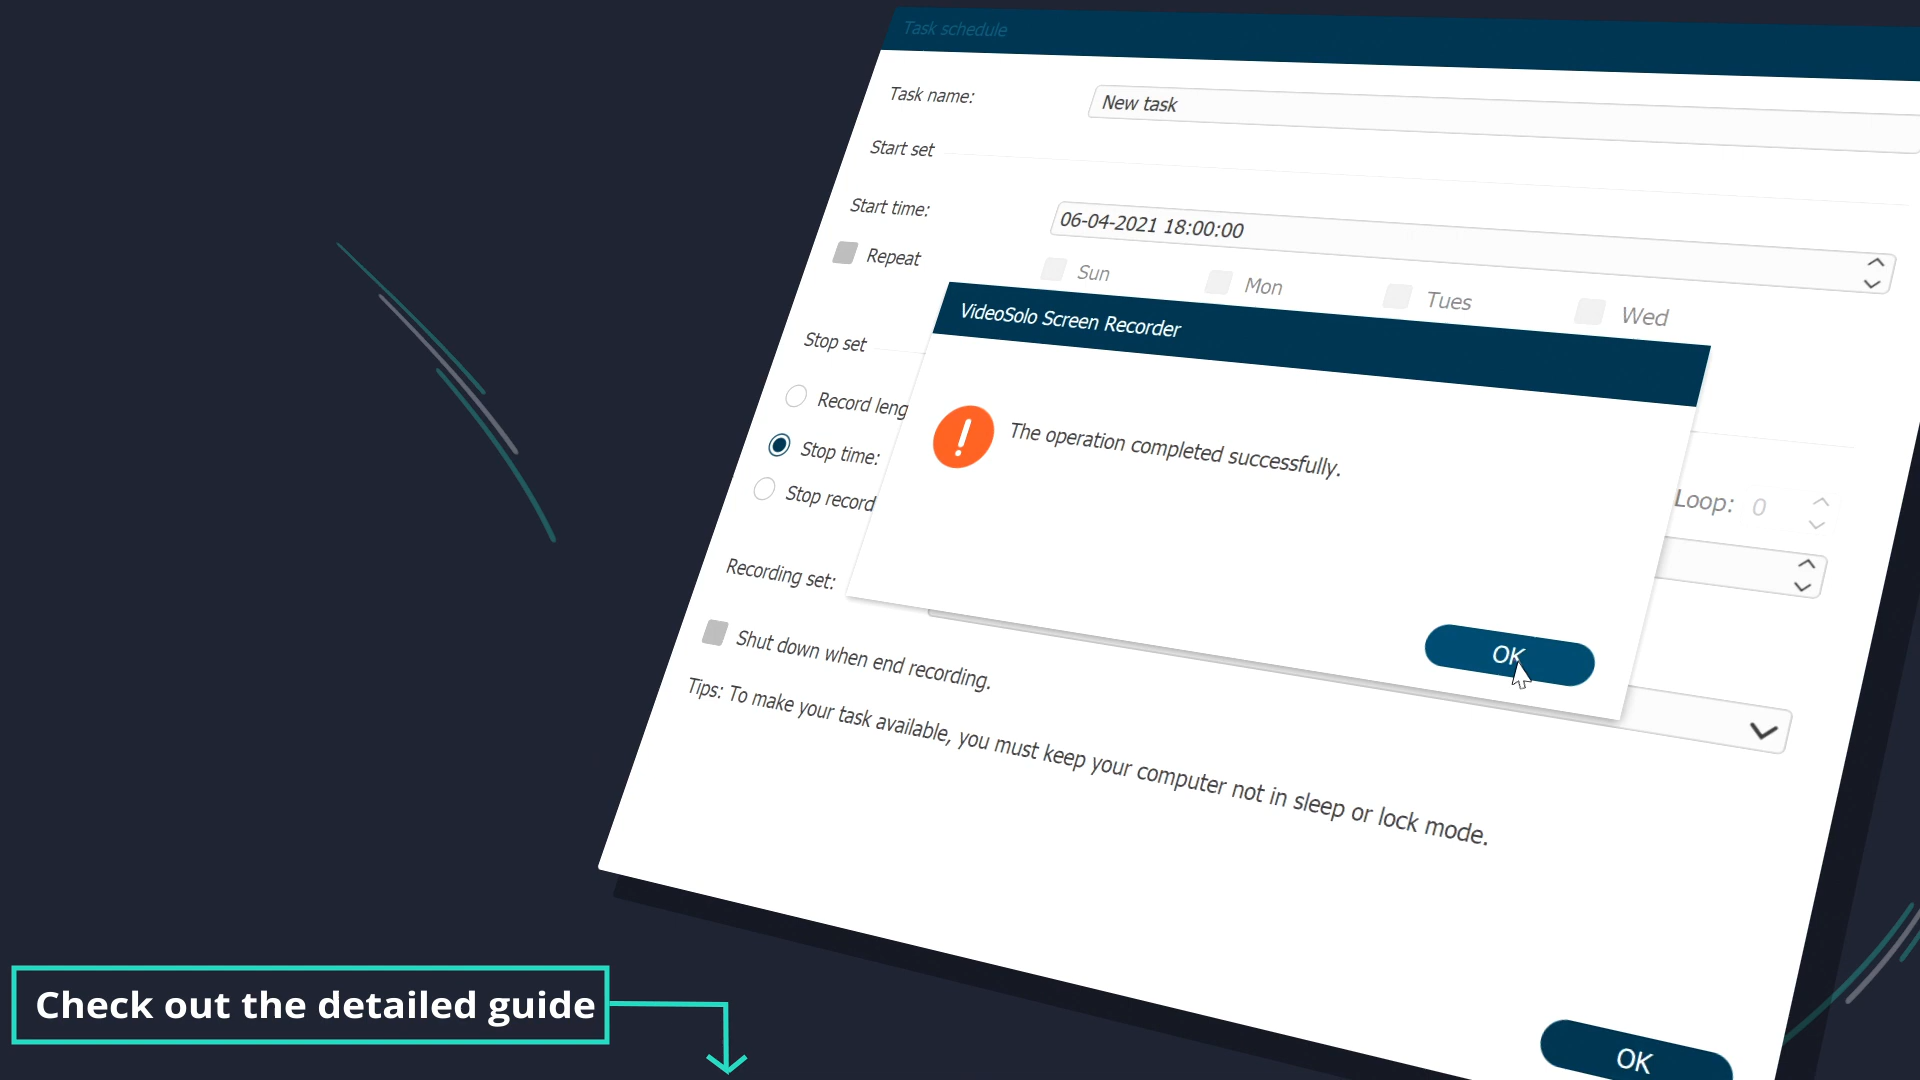 Task schedule
Task name:
New task
Start set
Start time:
06-04-2021 18:00:00
Repeat
Sun
Mon
Tues
Wed
VideoSolo Screen Recorder
The operation completed successfully.
OK
Stop set
Record leng
Stop time:
Stop record
Loop: 0
Recording set:
Shut down when end recording.
Tips: To make your task available, you must keep your computer not in sleep or lock mode.
OK
Check out the detailed guide